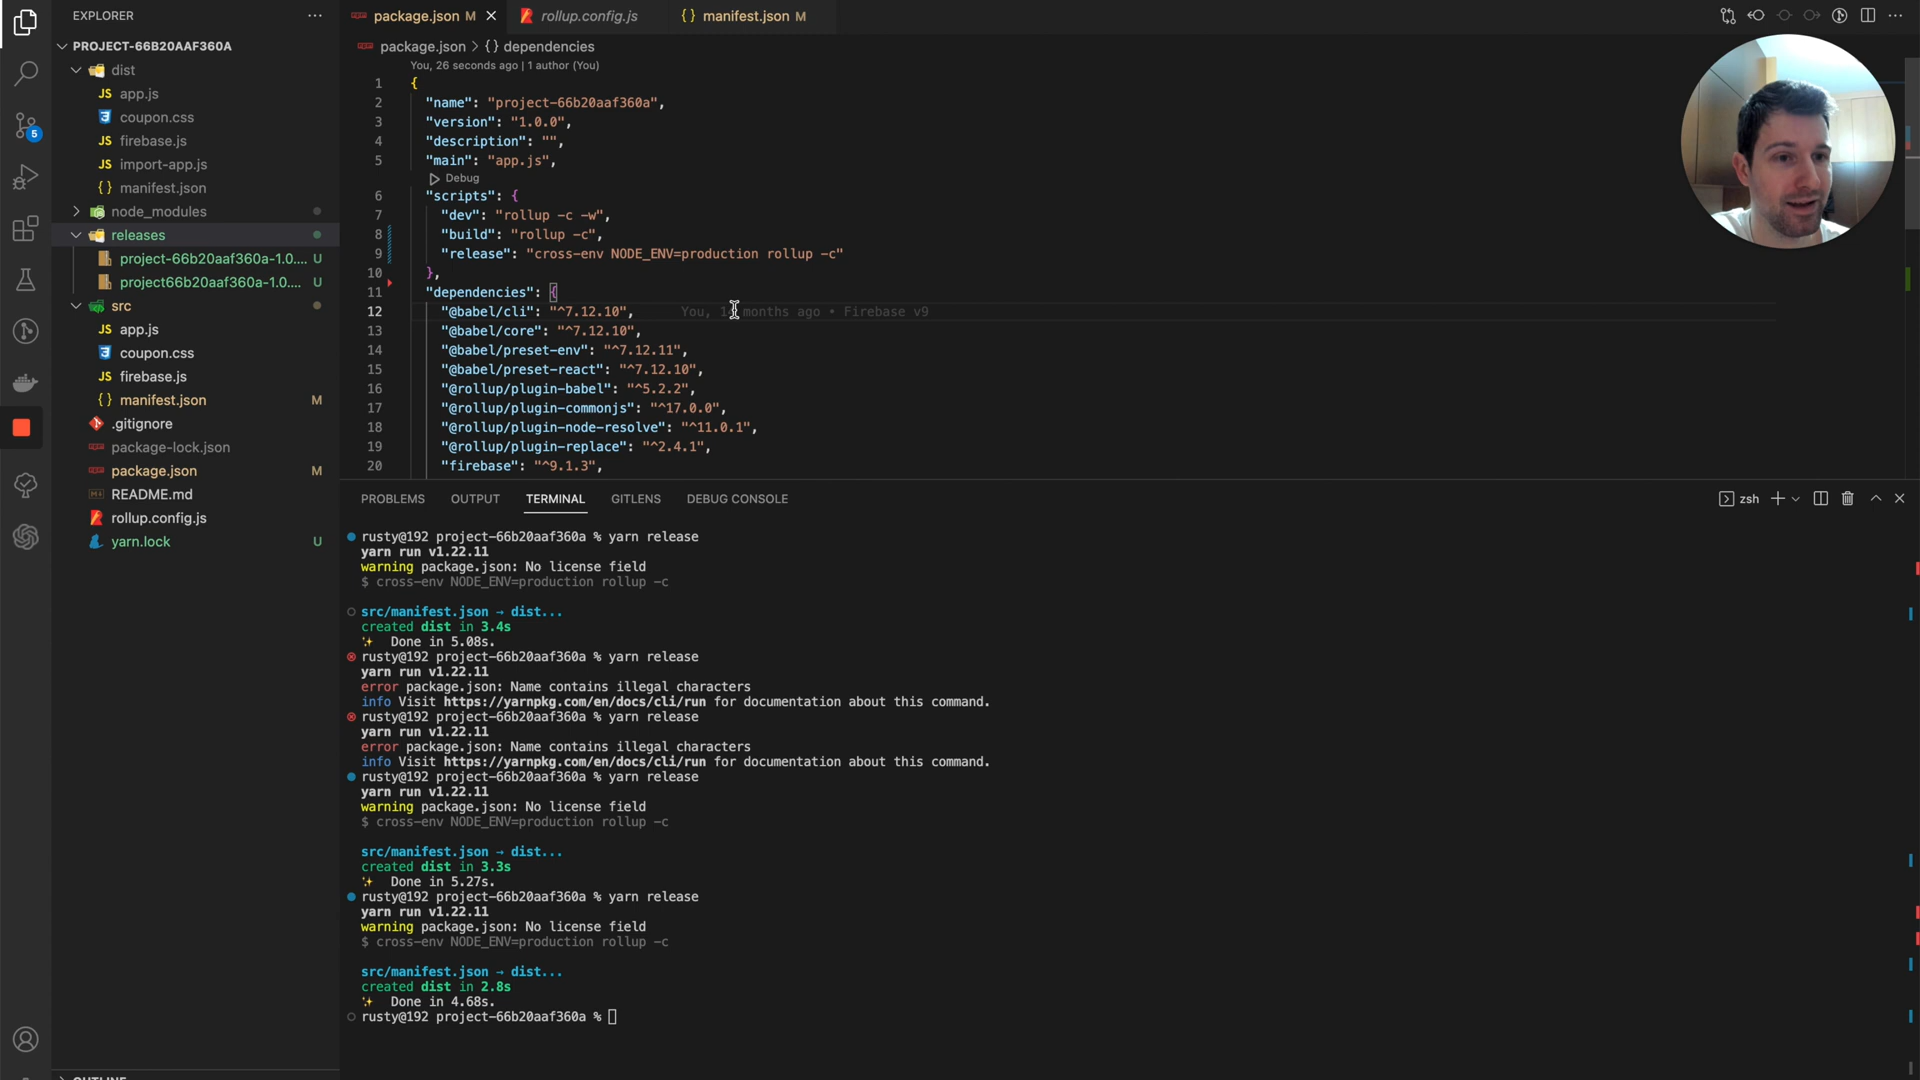 EXPLORER
PROJECT-66B20AAF360A
dist
app.js
coupon.css
firebase.js
import-app.js
manifest.json
node_modules
releases
project-66b20aaf360a-1.0.... U
project66b20aaf360a-1.0.... U
src
app.js
coupon.css
firebase.js
manifest.json M
.gitignore
package-lock.json
package.json M
README.md
rollup.config.js
yarn.lock U
5
package.json M
rollup.config.js
manifest.json M
package.json > {} dependencies
You, 26 seconds ago | 1 author (You)
1 {
2 "name": "project-66b20aaf360a",
3 "version": "1.0.0",
4 "description": "",
5 "main": "app.js",
Debug
6 "scripts": {
7 "dev": "rollup -c -w",
8 "build": "rollup -c",
9 "release": "cross-env NODE_ENV=production rollup -c"
10 },
11 "dependencies": {
12 "@babel/cli": "^7.12.10", You, months ago • Firebase v9
13 "@babel/core": "^7.12.10",
14 "@babel/preset-env": "^7.12.11",
15 "@babel/preset-react": "^7.12.10",
16 "@rollup/plugin-babel": "^5.2.2",
17 "@rollup/plugin-commonjs": "^17.0.0",
18 "@rollup/plugin-node-resolve": "^11.0.1",
19 "@rollup/plugin-replace": "^2.4.1",
20 "firebase": "^9.1.3",
PROBLEMS OUTPUT TERMINAL GITLENS DEBUG CONSOLE
zsh
rusty@192 project-66b20aaf360a % yarn release
yarn run v1.22.11
warning package.json: No license field
$ cross-env NODE_ENV=production rollup -c
src/manifest.json → dist...
created dist in 3.4s
✨ Done in 5.08s.
rusty@192 project-66b20aaf360a % yarn release
yarn run v1.22.11
error package.json: Name contains illegal characters
info Visit https://yarnpkg.com/en/docs/cli/run for documentation about this command.
rusty@192 project-66b20aaf360a % yarn release
yarn run v1.22.11
error package.json: Name contains illegal characters
info Visit https://yarnpkg.com/en/docs/cli/run for documentation about this command.
rusty@192 project-66b20aaf360a % yarn release
yarn run v1.22.11
warning package.json: No license field
$ cross-env NODE_ENV=production rollup -c
src/manifest.json → dist...
created dist in 3.3s
✨ Done in 5.27s.
rusty@192 project-66b20aaf360a % yarn release
yarn run v1.22.11
warning package.json: No license field
$ cross-env NODE_ENV=production rollup -c
src/manifest.json → dist...
created dist in 2.8s
✨ Done in 4.68s.
rusty@192 project-66b20aaf360a %